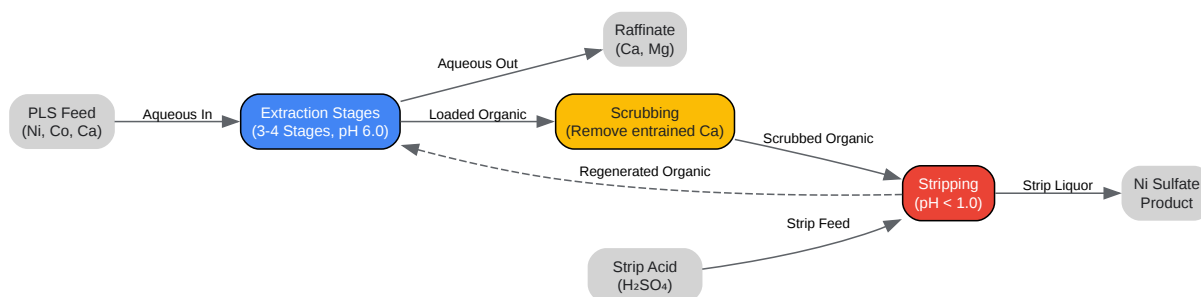 Raffinate
(Ca, Mg)
Aqueous Out
PLS Feed
(Ni, Co, Ca)
Aqueous In
Extraction Stages
(3-4 Stages, pH 6.0)
Loaded Organic
Scrubbing
(Remove entrained Ca)
Scrubbed Organic
Regenerated Organic
Stripping
(pH < 1.0)
Strip Liquor
Ni Sulfate
Product
Strip Feed
Strip Acid
(H₂SO₄)